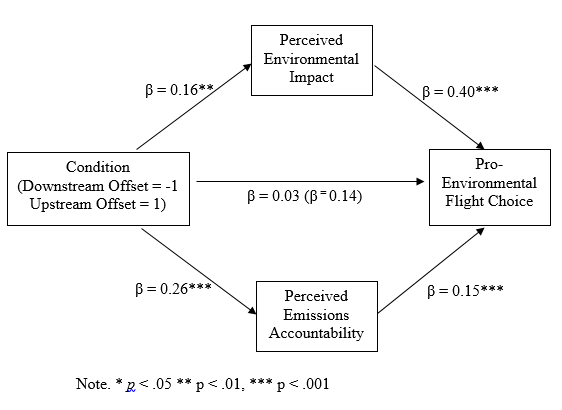 Perceived
Environmental
Impact
β = 0.16**
β = 0.40***
Condition
(Downstream Offset = -1
Upstream Offset = 1)
β = 0.03 (β = 0.14)
Pro-
Environmental
Flight Choice
β = 0.26***
β = 0.15***
Perceived
Emissions
Accountability
Note. * p < .05 ** p < .01, *** p < .001